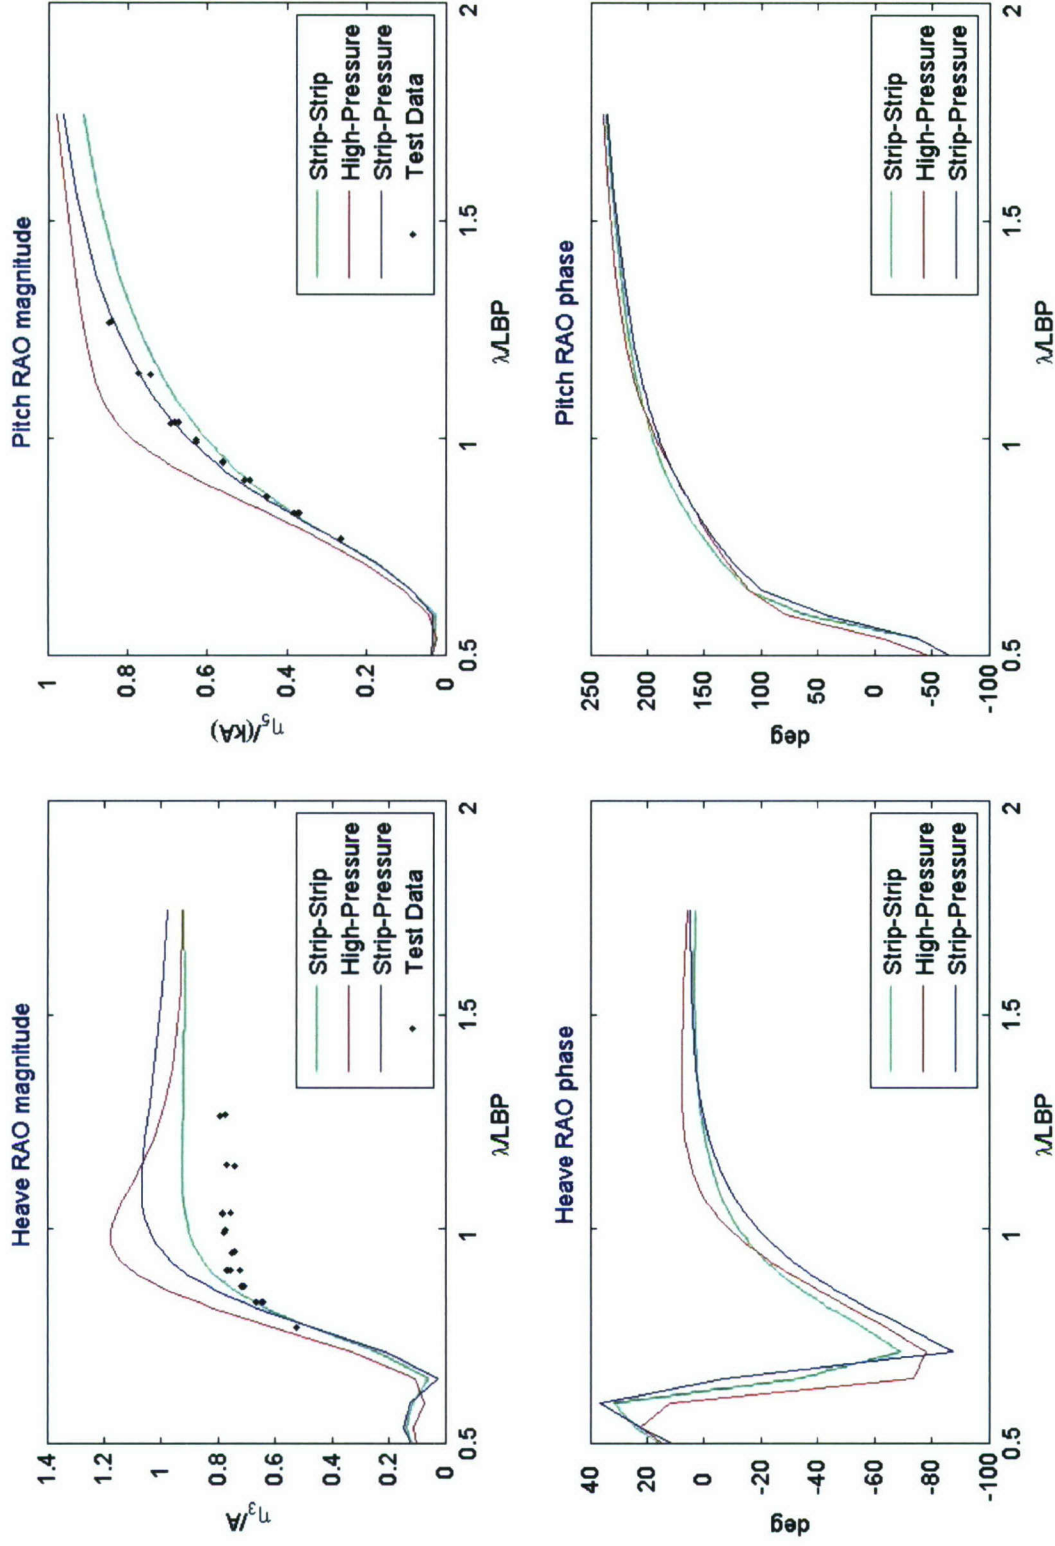 Heave RAO magnitude
1.4
1.2
1
0.8
0.6
0.4
0.2
0
η3/A
0.5
1
1.5
2
λ/LBP
Strip-Strip
High-Pressure
Strip-Pressure
Test Data
Pitch RAO magnitude
1
0.8
0.6
0.4
0.2
0
η5/(kA)
0.5
1
1.5
2
λ/LBP
Strip-Strip
High-Pressure
Strip-Pressure
Test Data
Heave RAO phase
40
20
0
-20
-40
-60
-80
-100
deg
0.5
1
1.5
2
λ/LBP
Strip-Strip
High-Pressure
Strip-Pressure
Pitch RAO phase
250
200
150
100
50
0
-50
-100
deg
0.5
1
1.5
2
λ/LBP
Strip-Strip
High-Pressure
Strip-Pressure